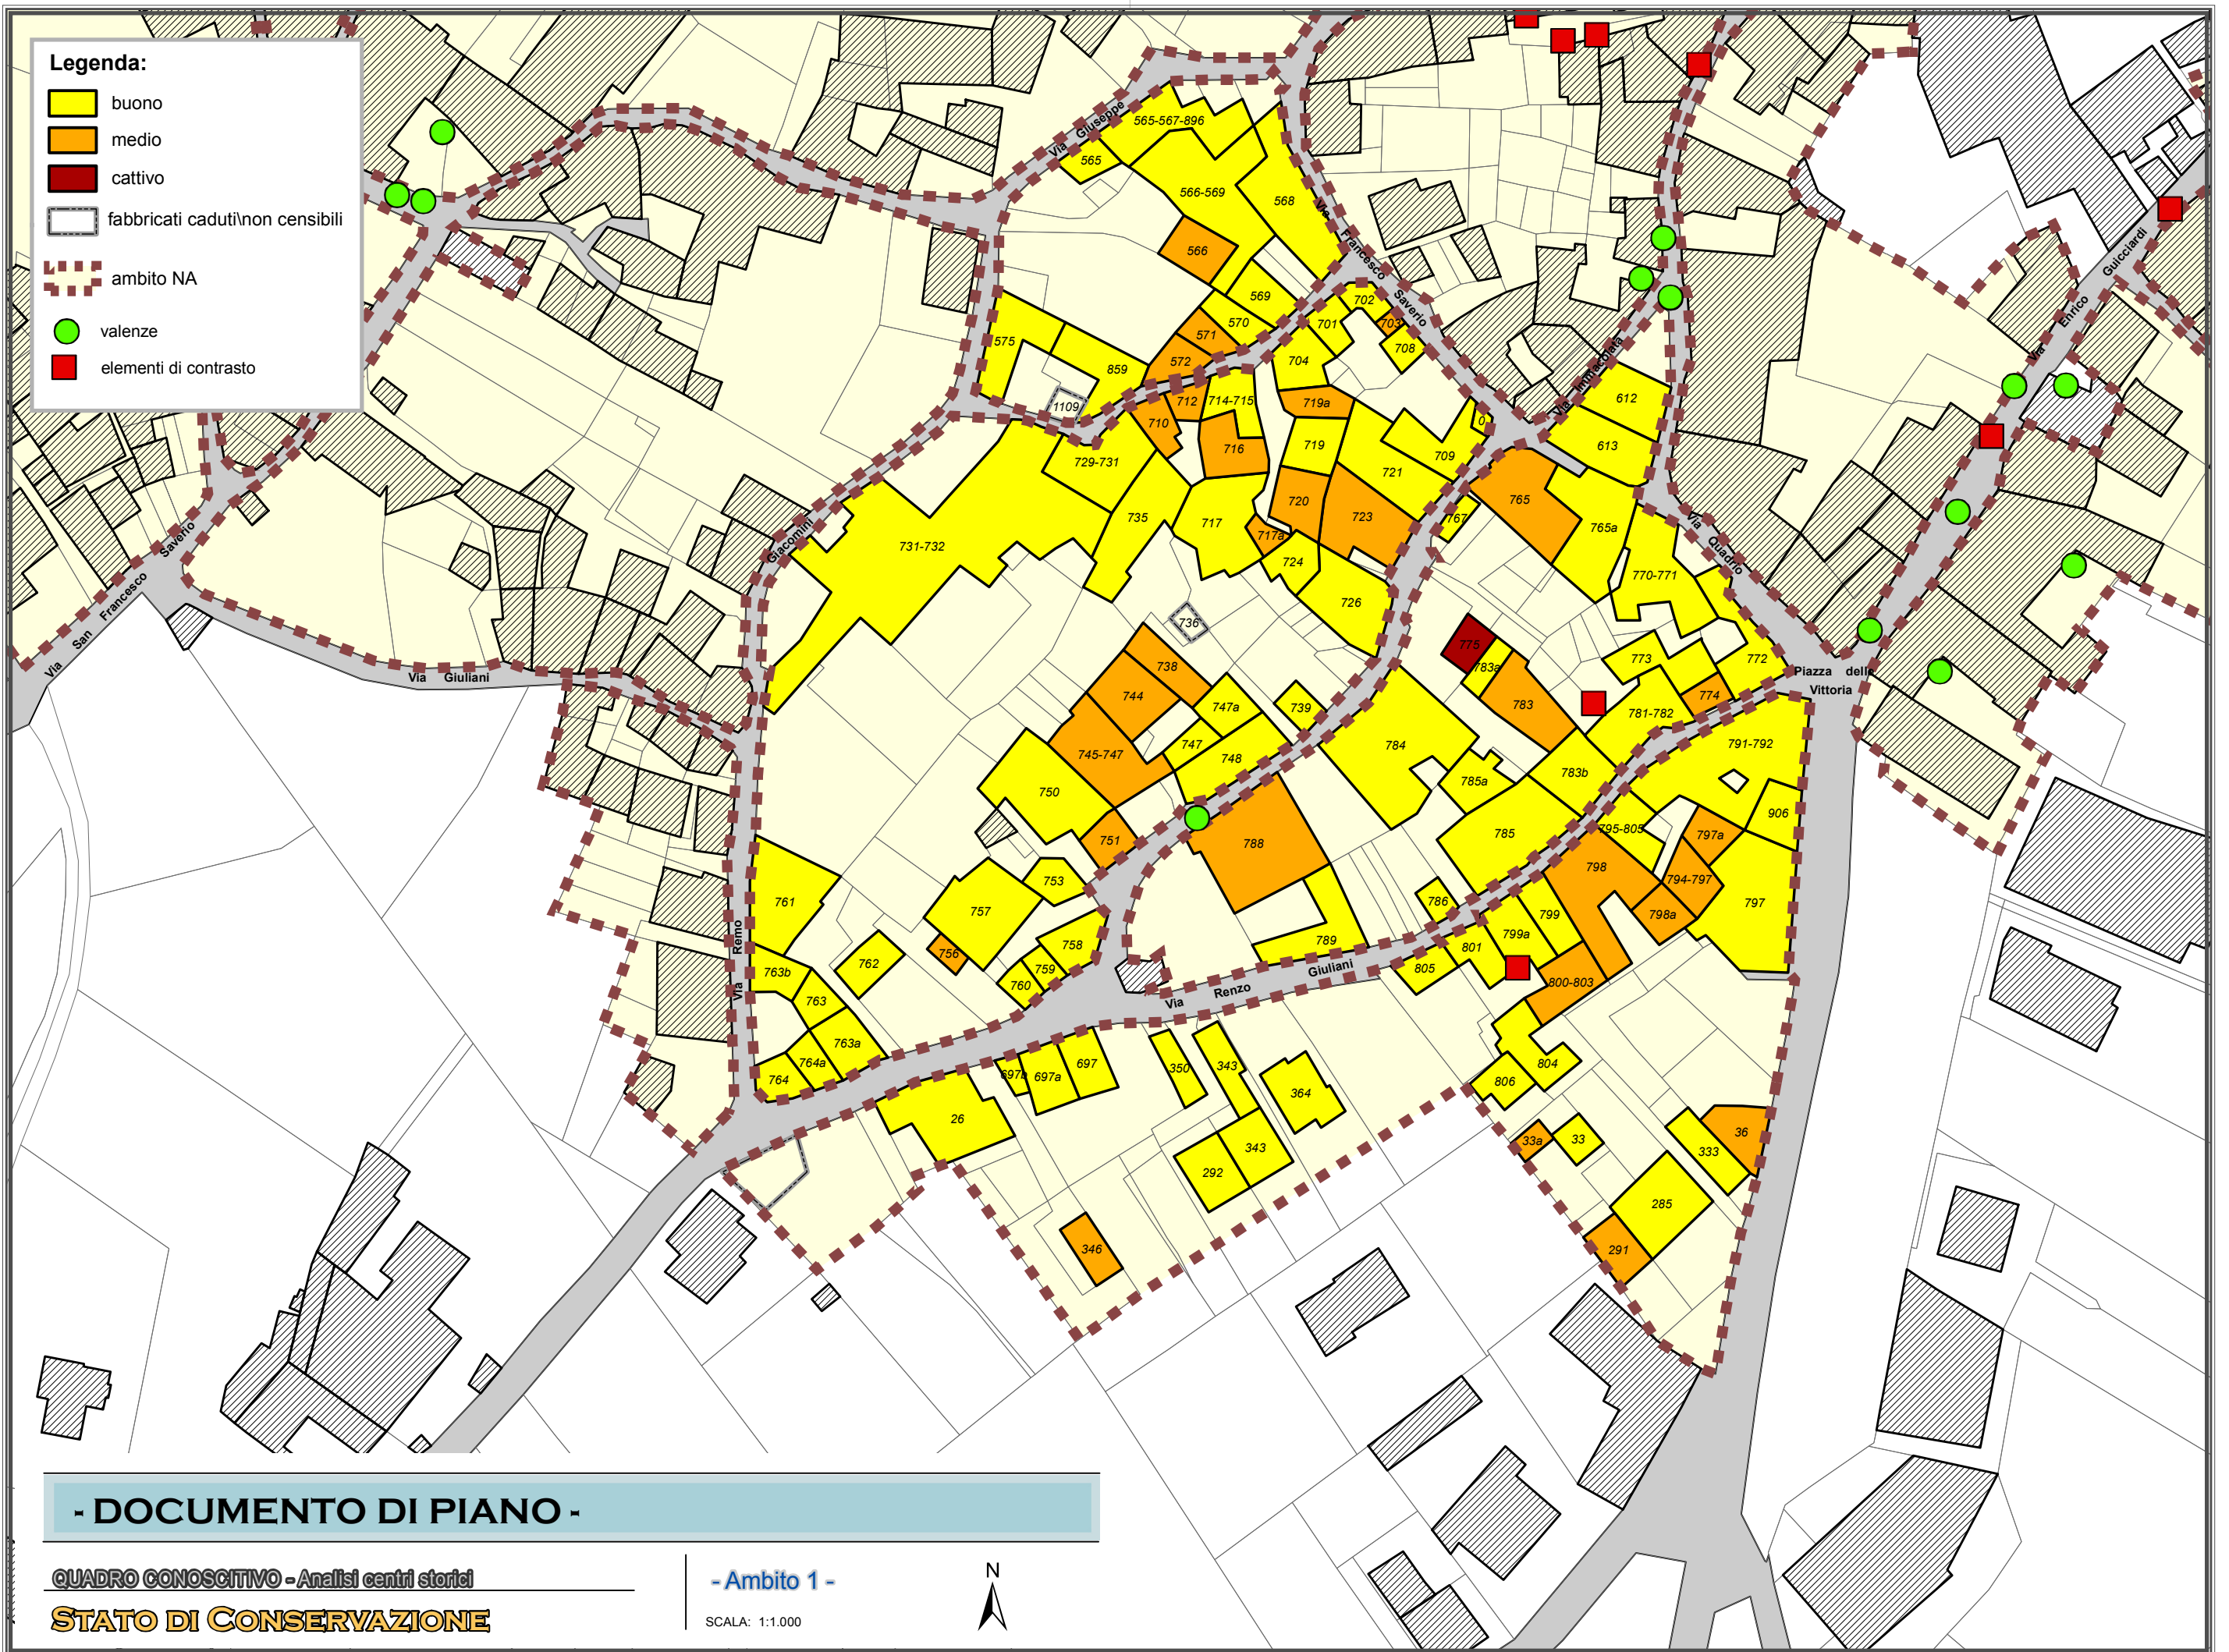 Legenda:
buono
medio
cattivo
fabbricati caduti\non censibili
ambito NA
valenze
elementi di contrasto
Via Giuseppe
565-567-896
565
566-569
568
566
Via Francesco Saverio
569
570
571
572
702
701
703
708
704
575
859
1109
712
714-715
710
716
719a
719
720
721
709
0
723
717a
717
724
726
729-731
735
731-732
736
Via Immacolata
612
613
765
765a
767
770-771
Via Quadrio
772
773
774
776
783a
783
781-782
783b
784
785a
785
Piazza delle
Vittoria
Via Enrico Guicciardi
791-792
906
795-805
797a
794-797
797
798
798a
799
799a
800-803
801
805
786
804
806
738
744
745-747
747a
747
748
739
750
751
753
757
756
758
759
760
788
789
761
762
763b
763
763a
764a
764
Via Remo Giacomini
Via San Francesco Saverio
Via Giuliani
Via Renzo Giuliani
26
697b
697a
697
350
343
364
343
292
346
33a
33
36
333
285
291
- DOCUMENTO DI PIANO -
QUADRO CONOSCITIVO - Analisi centri storici
STATO DI CONSERVAZIONE
- Ambito 1 -
SCALA: 1:1.000
N